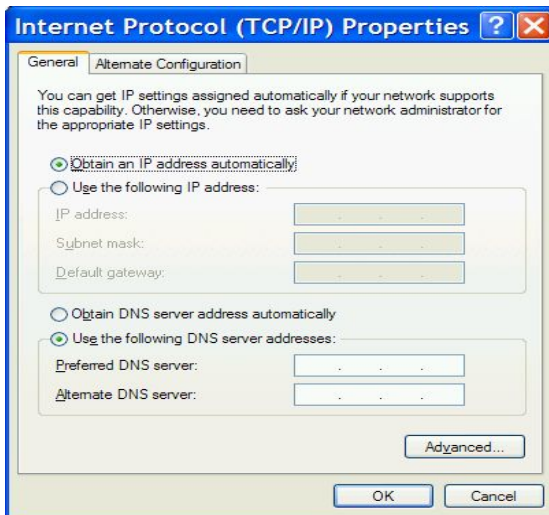 Internet Protocol (TCP/IP) Properties
General Alternate Configuration
You can get IP settings assigned automatically if your network supports
this capability. Otherwise, you need to ask your network administrator for
the appropriate IP settings.
Obtain an IP address automatically
Use the following IP address:
IP address:
Subnet mask:
Default gateway:
Obtain DNS server address automatically
Use the following DNS server addresses:
Preferred DNS server:
Alternate DNS server:
Advanced...
OK Cancel